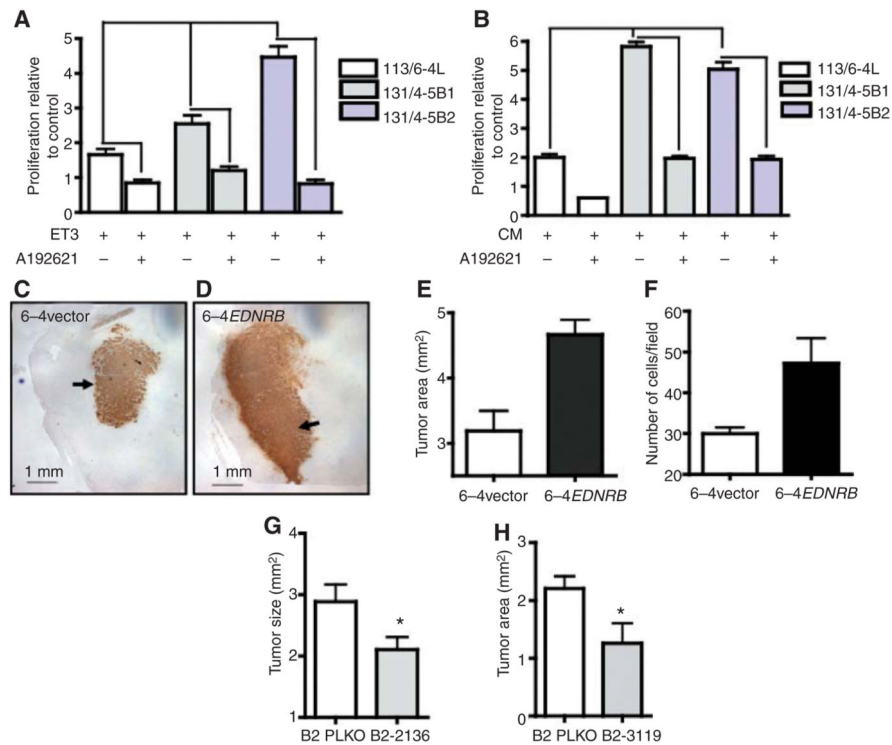 A
Proliferation relative
to control
5
4
3
2
1
0
113/6-4L
131/4-5B1
131/4-5B2
ET3 + + + + + +
A192621 – + – + – +
B
Proliferation relative
to control
6
5
4
3
2
1
0
113/6-4L
131/4-5B1
131/4-5B2
CM + + + + + +
A192621 – + – + – +
C
6–4vector
1 mm
D
6–4EDNRB
1 mm
E
Tumor area (mm²)
5
4
3
6–4vector 6–4EDNRB
F
Number of cells/field
60
50
40
30
20
6–4vector 6–4EDNRB
G
Tumor size (mm²)
4
3
2
1
*
B2 PLKO B2-2136
H
Tumor area (mm²)
3
2
1
0
*
B2 PLKO B2-3119